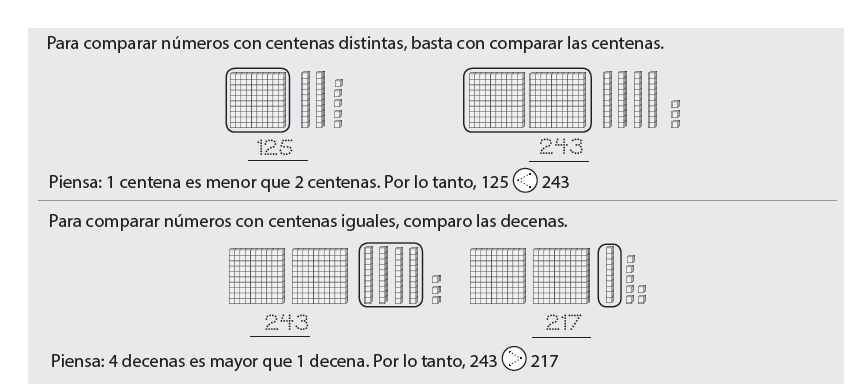 Para comparar números con centenas distintas, basta con comparar las centenas.
125 243
Piensa: 1 centena es menor que 2 centenas. Por lo tanto, 125 < 243
Para comparar números con centenas iguales, comparo las decenas.
243 217
Piensa: 4 decenas es mayor que 1 decena. Por lo tanto, 243 > 217